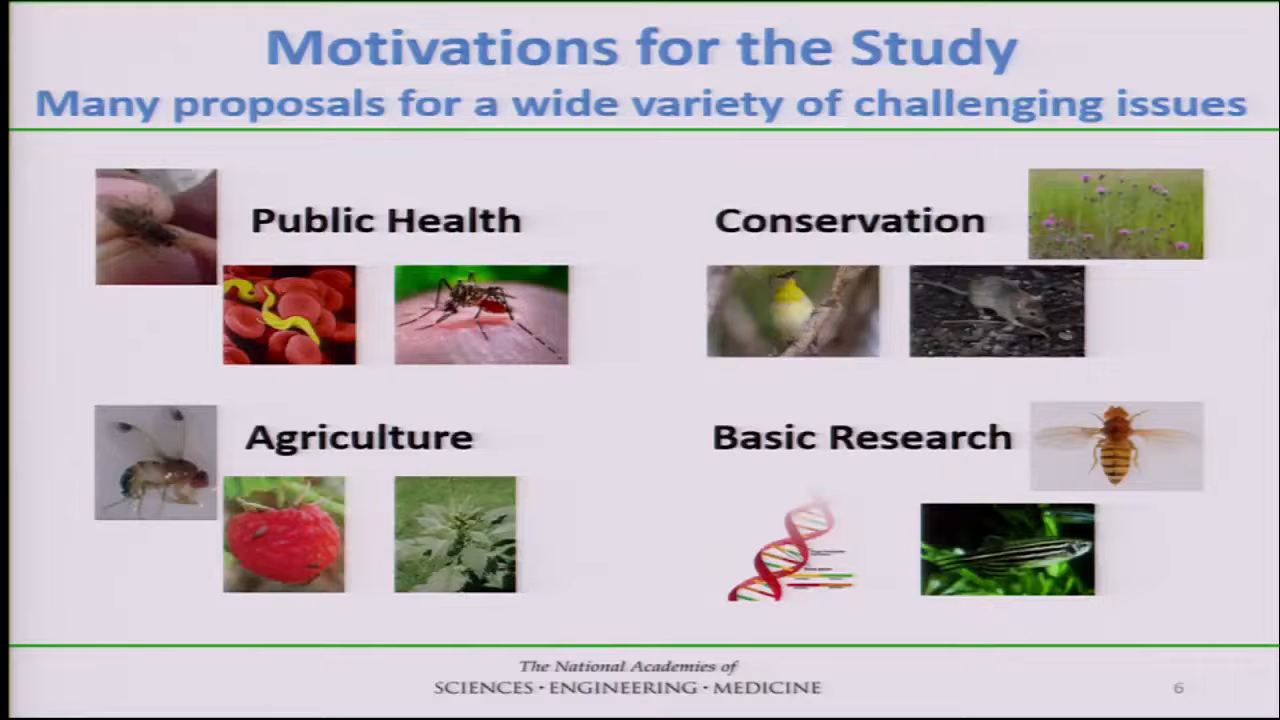 Motivations for the Study
Many proposals for a wide variety of challenging issues
Public Health
Conservation
Agriculture
Basic Research
The National Academies of
SCIENCES · ENGINEERING · MEDICINE
6